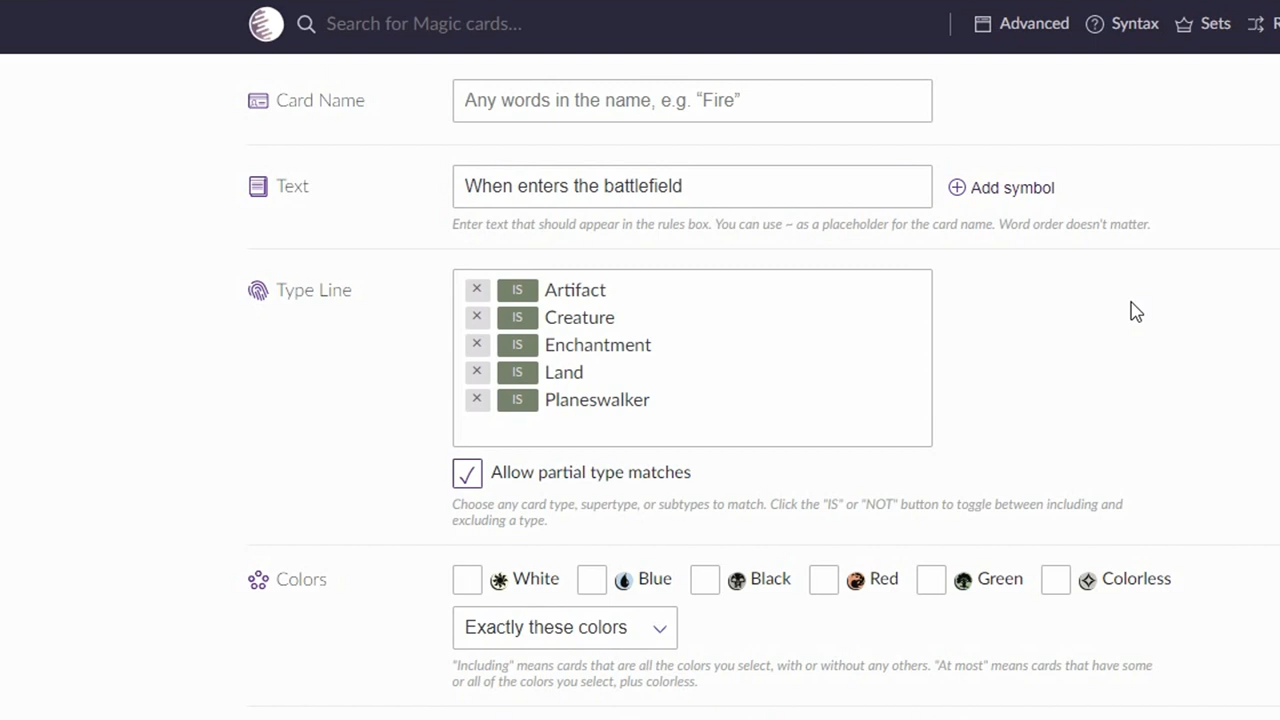 Search for Magic cards... Advanced Syntax Sets R
Card Name Any words in the name, e.g. “Fire”
Text When enters the battlefield Add symbol
Enter text that should appear in the rules box. You can use ~ as a placeholder for the card name. Word order doesn't matter.
Type Line × IS Artifact
× IS Creature
× IS Enchantment
× IS Land
× IS Planeswalker
Allow partial type matches
Choose any card type, supertype, or subtypes to match. Click the "IS" or "NOT" button to toggle between including and
excluding a type.
Colors White Blue Black Red Green Colorless
Exactly these colors
"Including" means cards that are all the colors you select, with or without any others. "At most" means cards that have some
or all of the colors you select, plus colorless.